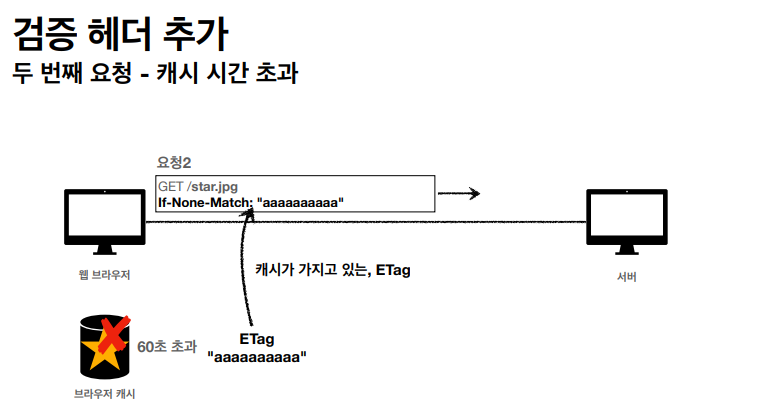 검증 헤더 추가
두 번째 요청 - 캐시 시간 초과
요청2
GET /star.jpg
If-None-Match: "aaaaaaaaaa"
웹 브라우저
서버
캐시가 가지고 있는, ETag
60초 초과
ETag
"aaaaaaaaaa"
브라우저 캐시